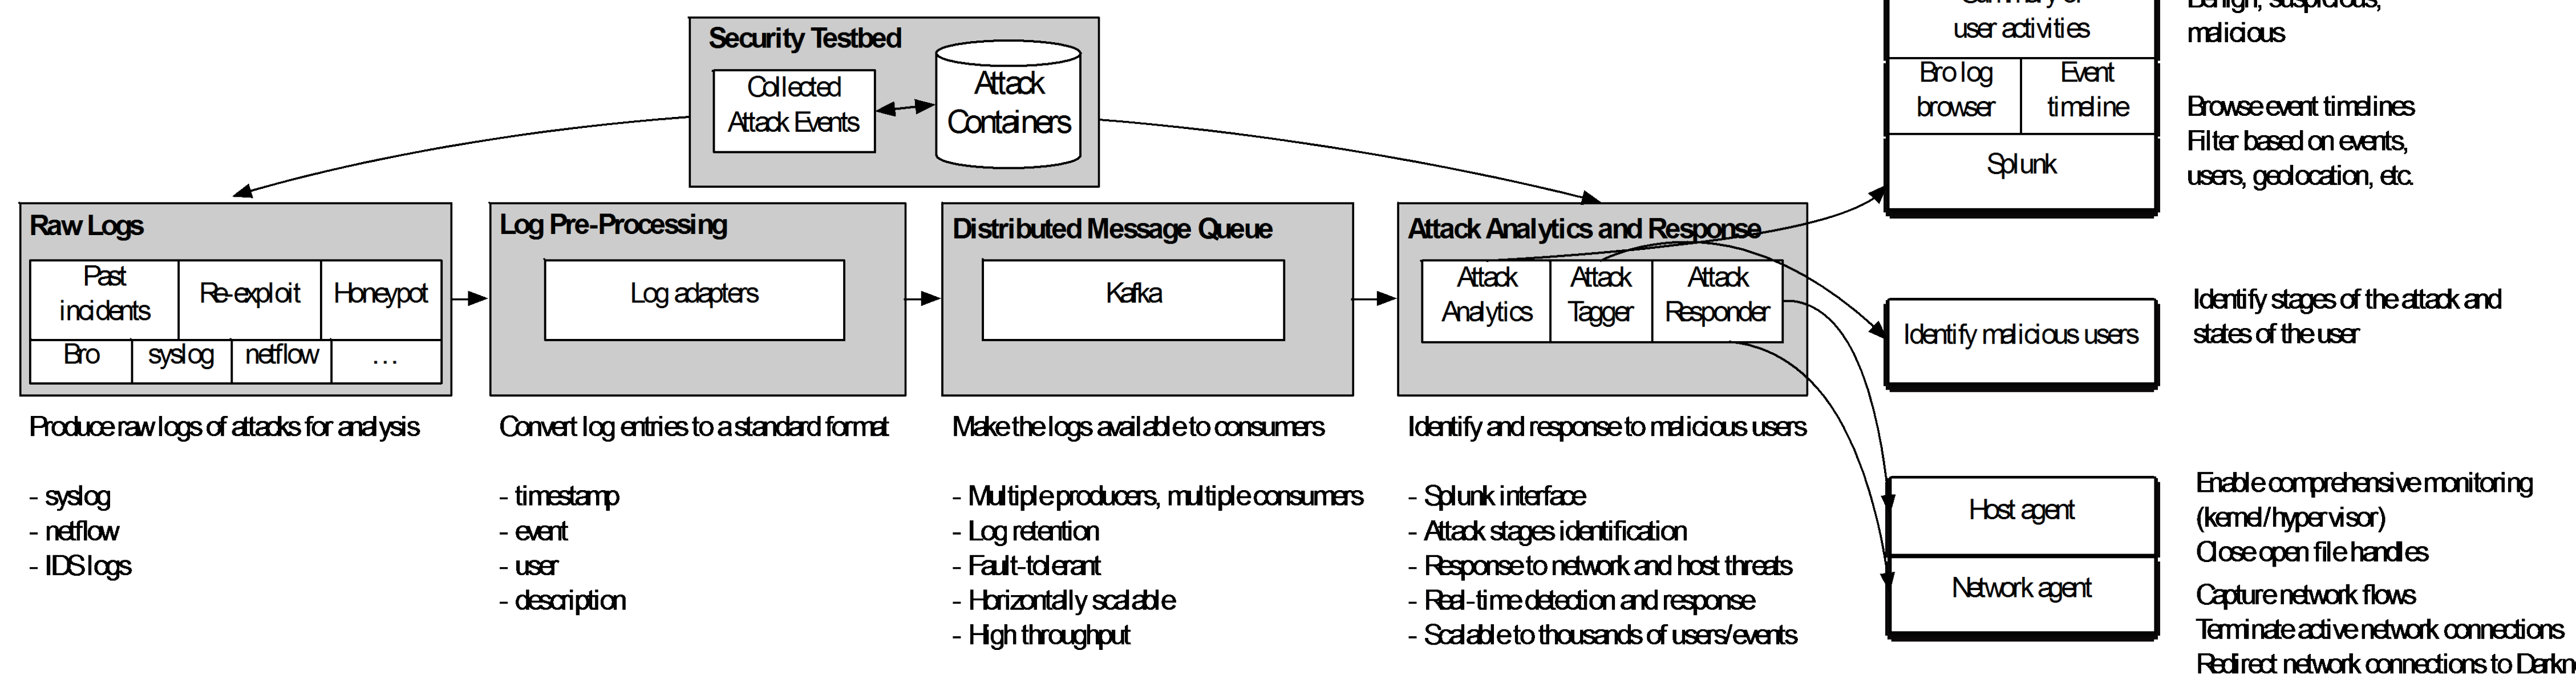 Security Testbed
Collected
Attack Events
Attack
Containers
Raw Logs
Past
incidents
Re-exploit
Honeypot
Bro
syslog
netflow
...
Produce raw logs of attacks for analysis
- syslog
- netflow
- IDS logs
Log Pre-Processing
Log adapters
Convert log entries to a standard format
- timestamp
- event
- user
- description
Distributed Message Queue
Kafka
Make the logs available to consumers
- Multiple producers, multiple consumers
- Log retention
- Fault-tolerant
- Horizontally scalable
- High throughput
Attack Analytics and Response
Attack
Analytics
Attack
Tagger
Attack
Responder
Identify and response to malicious users
- Splunk interface
- Attack stages identification
- Response to network and host threats
- Real-time detection and response
- Scalable to thousands of users/events
Summary of
user activities
Bro log
browser
Event
timeline
Splunk
Benign, suspicious,
malicious
Browse event timelines
Filter based on events,
users, geolocation, etc.
Identify malicious users
Identify stages of the attack and
states of the user
Host agent
Network agent
Enable comprehensive monitoring
(kernel/hypervisor)
Close open file handles
Capture network flows
Terminate active network connections
Redirect network connections to